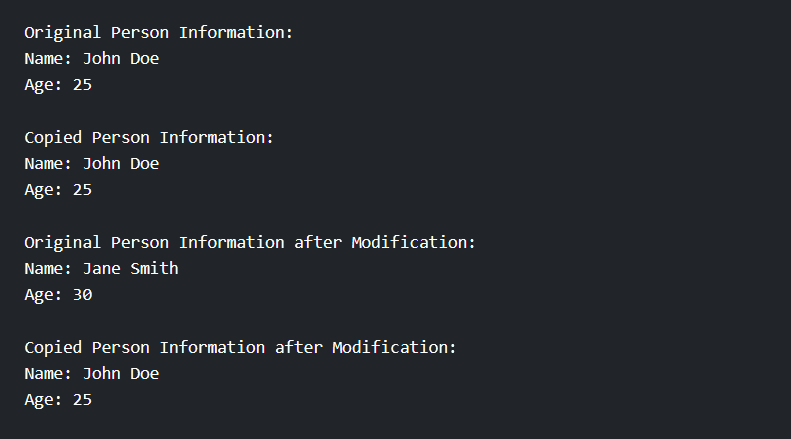 Original Person Information:
Name: John Doe
Age: 25
Copied Person Information:
Name: John Doe
Age: 25
Original Person Information after Modification:
Name: Jane Smith
Age: 30
Copied Person Information after Modification:
Name: John Doe
Age: 25